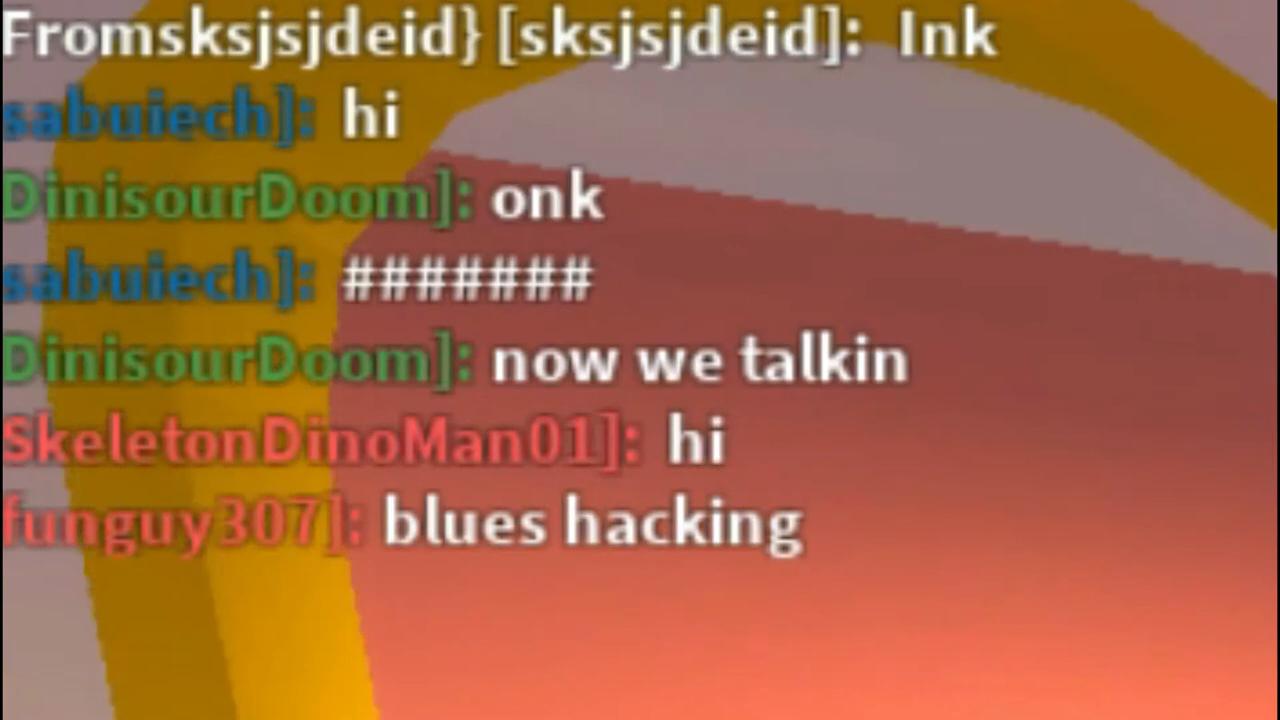 Fromsksjsjdeid} [sksjsjdeid]: Ink
sabuiech]: hi
DinisourDoom]: onk
sabuiech]: #######
DinisourDoom]: now we talkin
SkeletonDinoMan01]: hi
funguy307]: blues hacking